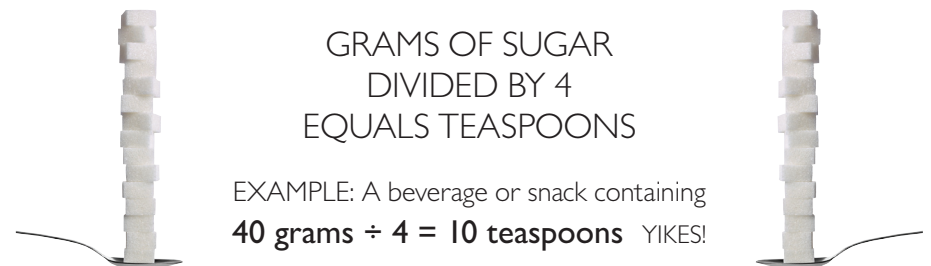 GRAMS OF SUGAR
DIVIDED BY 4
EQUALS TEASPOONS
EXAMPLE: A beverage or snack containing
40 grams ÷ 4 = 10 teaspoons YIKES!